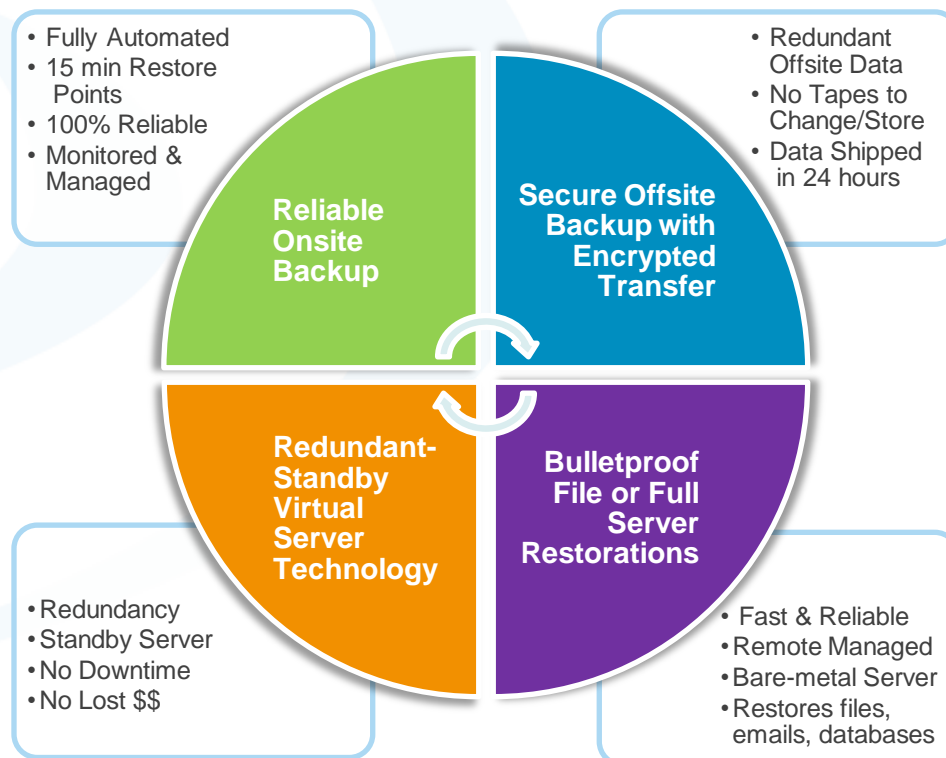 • Fully Automated
• 15 min Restore
Points
• 100% Reliable
• Monitored &
Managed
• Redundant
Offsite Data
• No Tapes to
Change/Store
• Data Shipped
in 24 hours
Reliable
Onsite
Backup
Secure Offsite
Backup with
Encrypted
Transfer
Redundant-
Standby
Virtual
Server
Technology
Bulletproof
File or Full
Server
Restorations
• Redundancy
• Standby Server
• No Downtime
• No Lost $$
• Fast & Reliable
• Remote Managed
• Bare-metal Server
• Restores files,
emails, databases